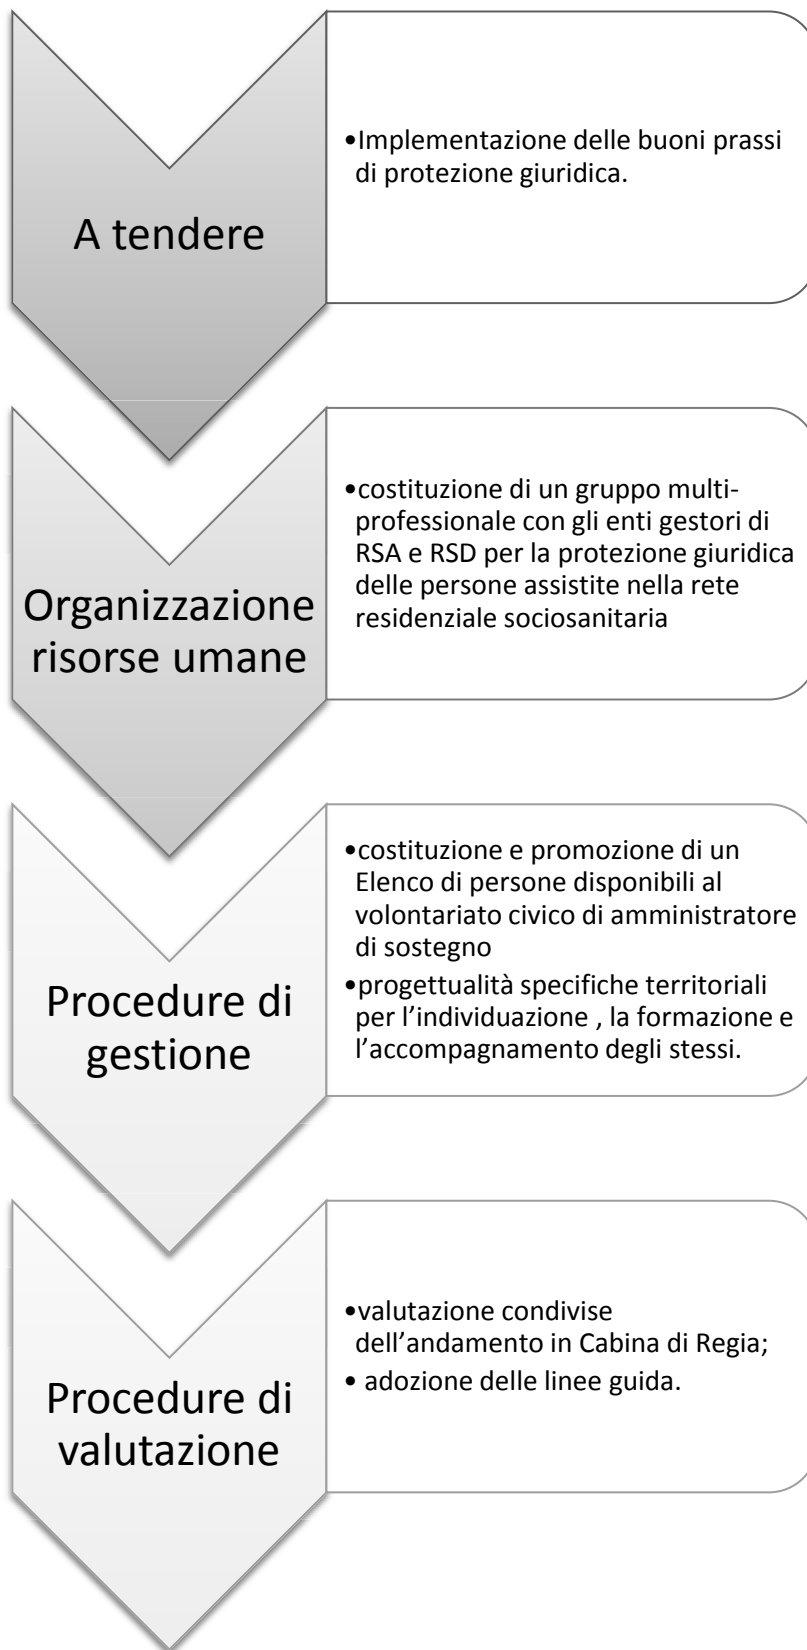 A tendere
•Implementazione delle buoni prassi
di protezione giuridica.
Organizzazione
risorse umane
•costituzione di un gruppo multi-
professionale con gli enti gestori di
RSA e RSD per la protezione giuridica
delle persone assistite nella rete
residenziale sociosanitaria
Procedure di
gestione
•costituzione e promozione di un
Elenco di persone disponibili al
volontariato civico di amministratore
di sostegno
•progettualità specifiche territoriali
per l’individuazione , la formazione e
l’accompagnamento degli stessi.
Procedure di
valutazione
•valutazione condivise
dell’andamento in Cabina di Regia;
• adozione delle linee guida.